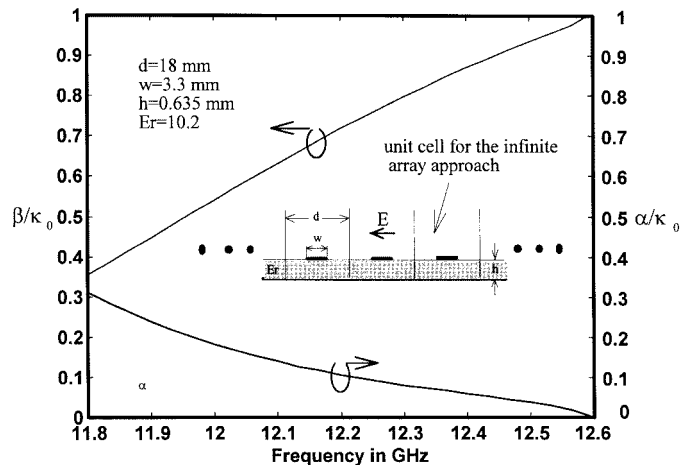 1
0.9
0.8
0.7
0.6
0.5
0.4
0.3
0.2
0.1
0
β/κ0
d=18 mm
w=3.3 mm
h=0.635 mm
Er=10.2
unit cell for the infinite
array approach
d
E
w
Er
h
α
1
0.9
0.8
0.7
0.6
0.5
0.4
0.3
0.2
0.1
0
α/κ0
11.8 11.9 12 12.1 12.2 12.3 12.4 12.5 12.6
Frequency in GHz